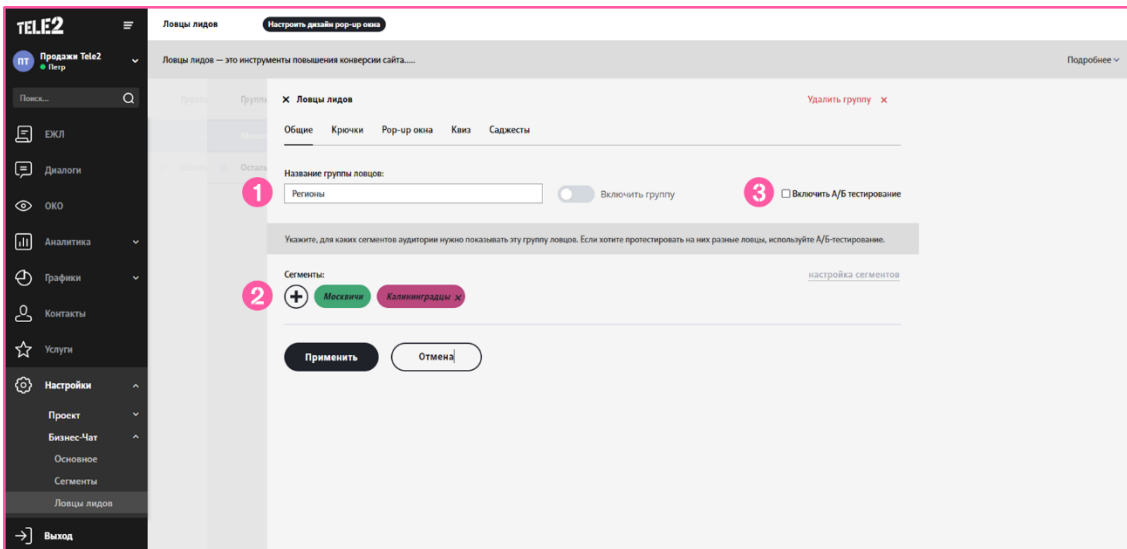 TELE2
Ловцы лидов
Настроить дизайн pop-up окна
ПТ
Продажи Tele2
Петр
Ловцы лидов — это инструменты повышения конверсии сайта.....
Подробнее
Поиск...
Группы
✕ Ловцы лидов
Удалить группу ✕
ЕЖЛ
Общие
Крючки
Pop-up окна
Квиз
Саджесты
Диалоги
Название группы ловцов:
1
Регионы
Включить группу
3
Включить А/Б тестирование
ОКО
Аналитика
Укажите, для каких сегментов аудитории нужно показывать эту группу ловцов. Если хотите протестировать на них разные ловцы, используйте А/Б-тестирование.
Графики
Сегменты:
настройка сегментов
2
+
Москвичи
Калининградцы ✕
Контакты
Услуги
Применить
Отмена
Настройки
Проект
Бизнес-Чат
Основное
Сегменты
Ловцы лидов
Выход